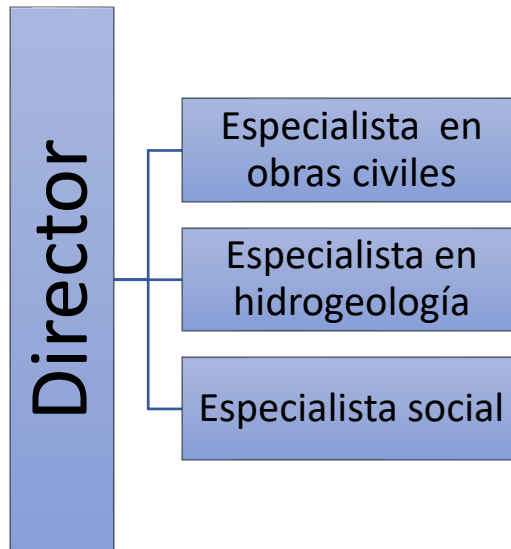 Director
Especialista en
obras civiles
Especialista en
hidrogeología
Especialista social